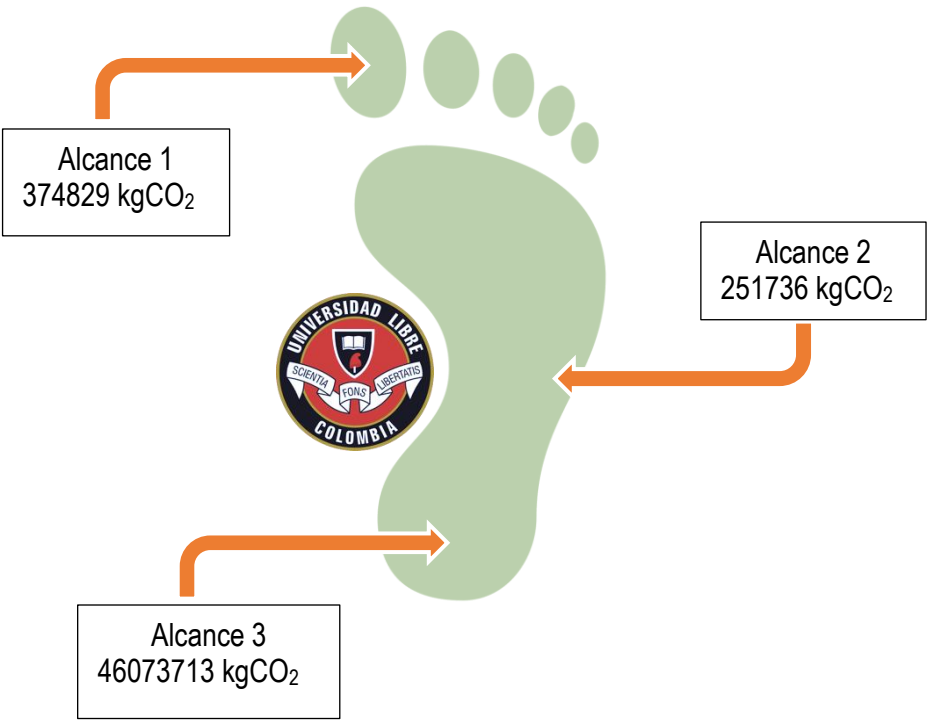 Alcance 1
374829 kgCO₂
Alcance 2
251736 kgCO₂
UNIVERSIDAD LIBRE
SCIENTIA
FONS
LIBERTATIS
COLOMBIA
Alcance 3
46073713 kgCO₂